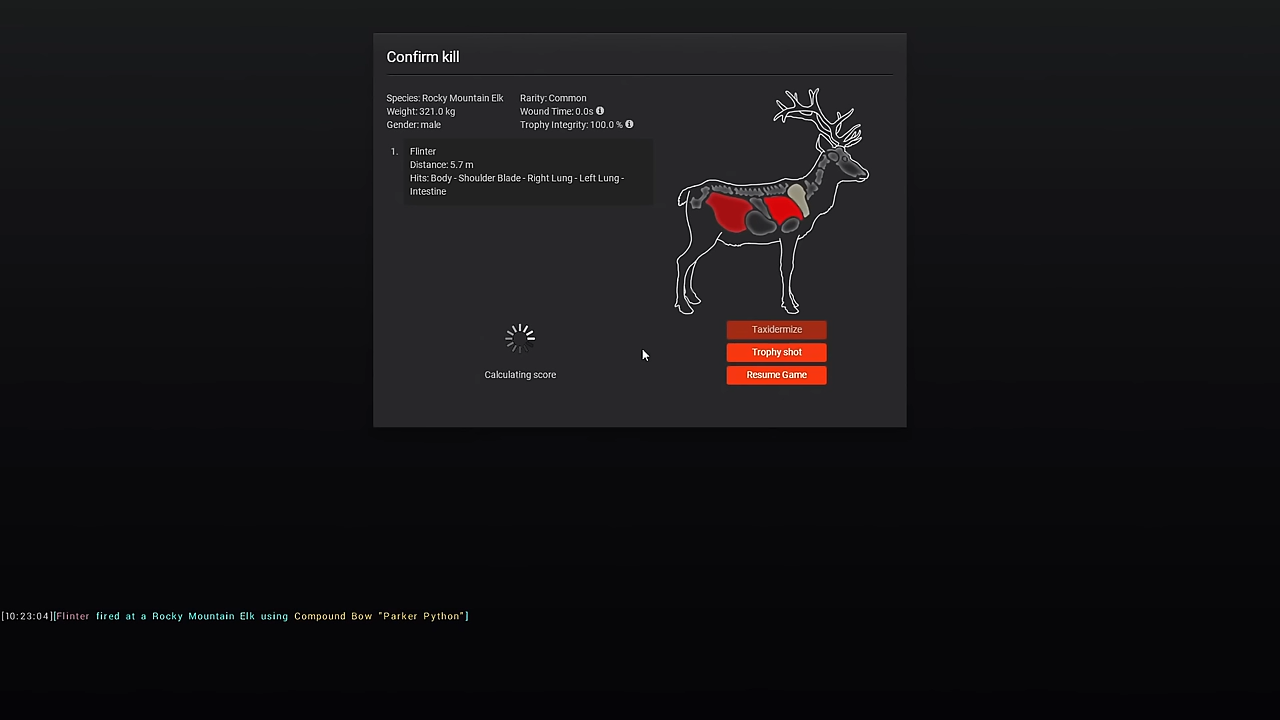 Confirm kill
Species: Rocky Mountain Elk
Rarity: Common
Weight: 321.0 kg
Wound Time: 0.0s
Gender: male
Trophy Integrity: 100.0 %
1.
Flinter
Distance: 5.7 m
Hits: Body - Shoulder Blade - Right Lung - Left Lung -
Intestine
Taxidermize
Trophy shot
Calculating score
Resume Game
[10:23:04][Flinter fired at a Rocky Mountain Elk using Compound Bow "Parker Python"]